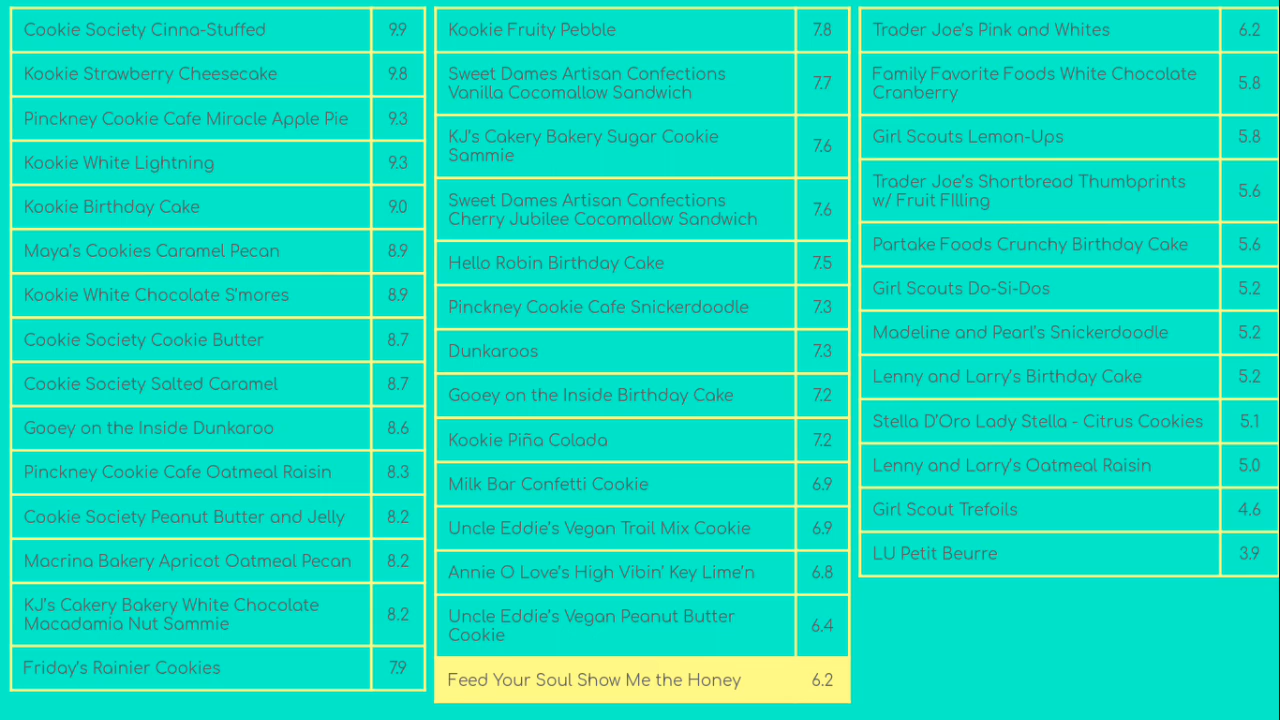 Cookie Society Cinna-Stuffed 9.9
Kookie Strawberry Cheesecake 9.8
Pinckney Cookie Cafe Miracle Apple Pie 9.3
Kookie White Lightning 9.3
Kookie Birthday Cake 9.0
Maya's Cookies Caramel Pecan 8.9
Kookie White Chocolate S'mores 8.9
Cookie Society Cookie Butter 8.7
Cookie Society Salted Caramel 8.7
Gooey on the Inside Dunkaroo 8.6
Pinckney Cookie Cafe Oatmeal Raisin 8.3
Cookie Society Peanut Butter and Jelly 8.2
Macrina Bakery Apricot Oatmeal Pecan 8.2
KJ's Cakery Bakery White Chocolate
Macadamia Nut Sammie 8.2
Friday's Rainier Cookies 7.9
Kookie Fruity Pebble 7.8
Sweet Dames Artisan Confections
Vanilla Cocomallow Sandwich 7.7
KJ's Cakery Bakery Sugar Cookie
Sammie 7.6
Sweet Dames Artisan Confections
Cherry Jubilee Cocomallow Sandwich 7.6
Hello Robin Birthday Cake 7.5
Pinckney Cookie Cafe Snickerdoodle 7.3
Dunkaroos 7.3
Gooey on the Inside Birthday Cake 7.2
Kookie Piña Colada 7.2
Milk Bar Confetti Cookie 6.9
Uncle Eddie's Vegan Trail Mix Cookie 6.9
Annie O Love's High Vibin' Key Lime'n 6.8
Uncle Eddie's Vegan Peanut Butter
Cookie 6.4
Feed Your Soul Show Me the Honey 6.2
Trader Joe's Pink and Whites 6.2
Family Favorite Foods White Chocolate
Cranberry 5.8
Girl Scouts Lemon-Ups 5.8
Trader Joe's Shortbread Thumbprints
w/ Fruit FIlling 5.6
Partake Foods Crunchy Birthday Cake 5.6
Girl Scouts Do-Si-Dos 5.2
Madeline and Pearl's Snickerdoodle 5.2
Lenny and Larry's Birthday Cake 5.2
Stella D'Oro Lady Stella - Citrus Cookies 5.1
Lenny and Larry's Oatmeal Raisin 5.0
Girl Scout Trefoils 4.6
LU Petit Beurre 3.9